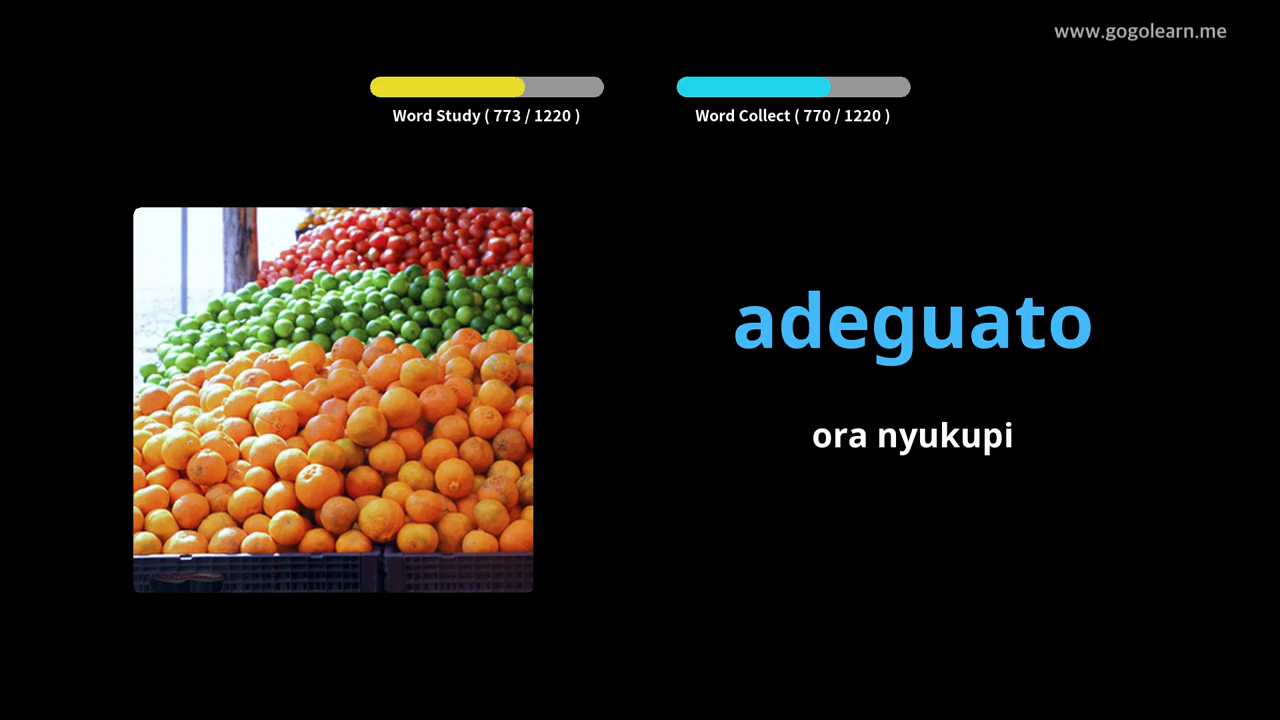 www.gogolearn.me
Word Study ( 773 / 1220 )
Word Collect ( 770 / 1220 )
adeguato
ora nyukupi